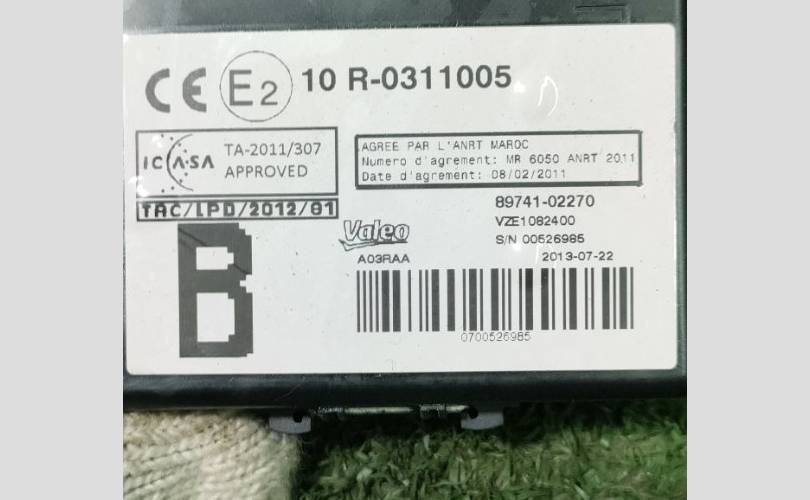 CE E2 10 R-0311005
ICASA TA-2011/307
APPROVED
TAC/LPD/2012/81
AGREE PAR L'ANRT MAROC
Numero d'agrement: MR 6050 ANRT 2011
Date d'agrement: 08/02/2011
89741-02270
VZE1082400
S/N 00526985
Valeo
A03RAA
2013-07-22
B
0700526985